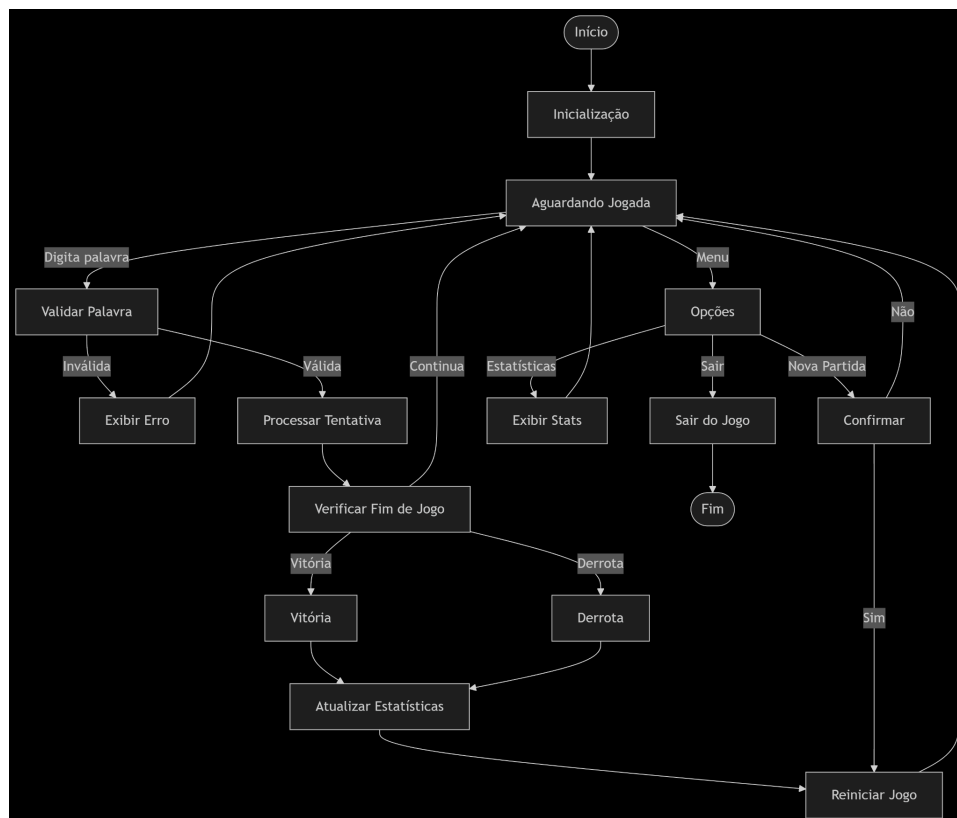 Início
Inicialização
Aguardando Jogada
Digita palavra
Menu
Validar Palavra
Opções
Não
Inválida
Válida
Continua
Estatísticas
Sair
Nova Partida
Exibir Erro
Processar Tentativa
Exibir Stats
Sair do Jogo
Confirmar
Verificar Fim de Jogo
Fim
Vitória
Derrota
Vitória
Derrota
Sim
Atualizar Estatísticas
Reiniciar Jogo